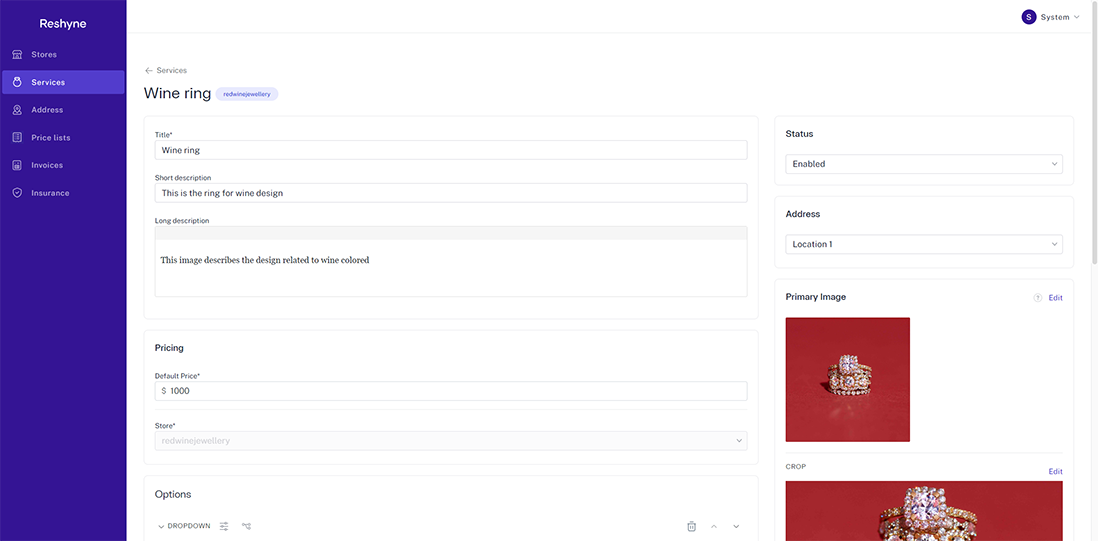 Reshyne
S System
Stores
Services
Address
Price lists
Invoices
Insurance
Services
Wine ring redwinejewellery
Title*
Wine ring
Short description
This is the ring for wine design
Long description
This image describes the design related to wine colored
Pricing
Default Price*
$ 1000
Store*
redwinejewellery
Options
DROPDOWN
Status
Enabled
Address
Location 1
Primary Image ? Edit
CROP
Edit